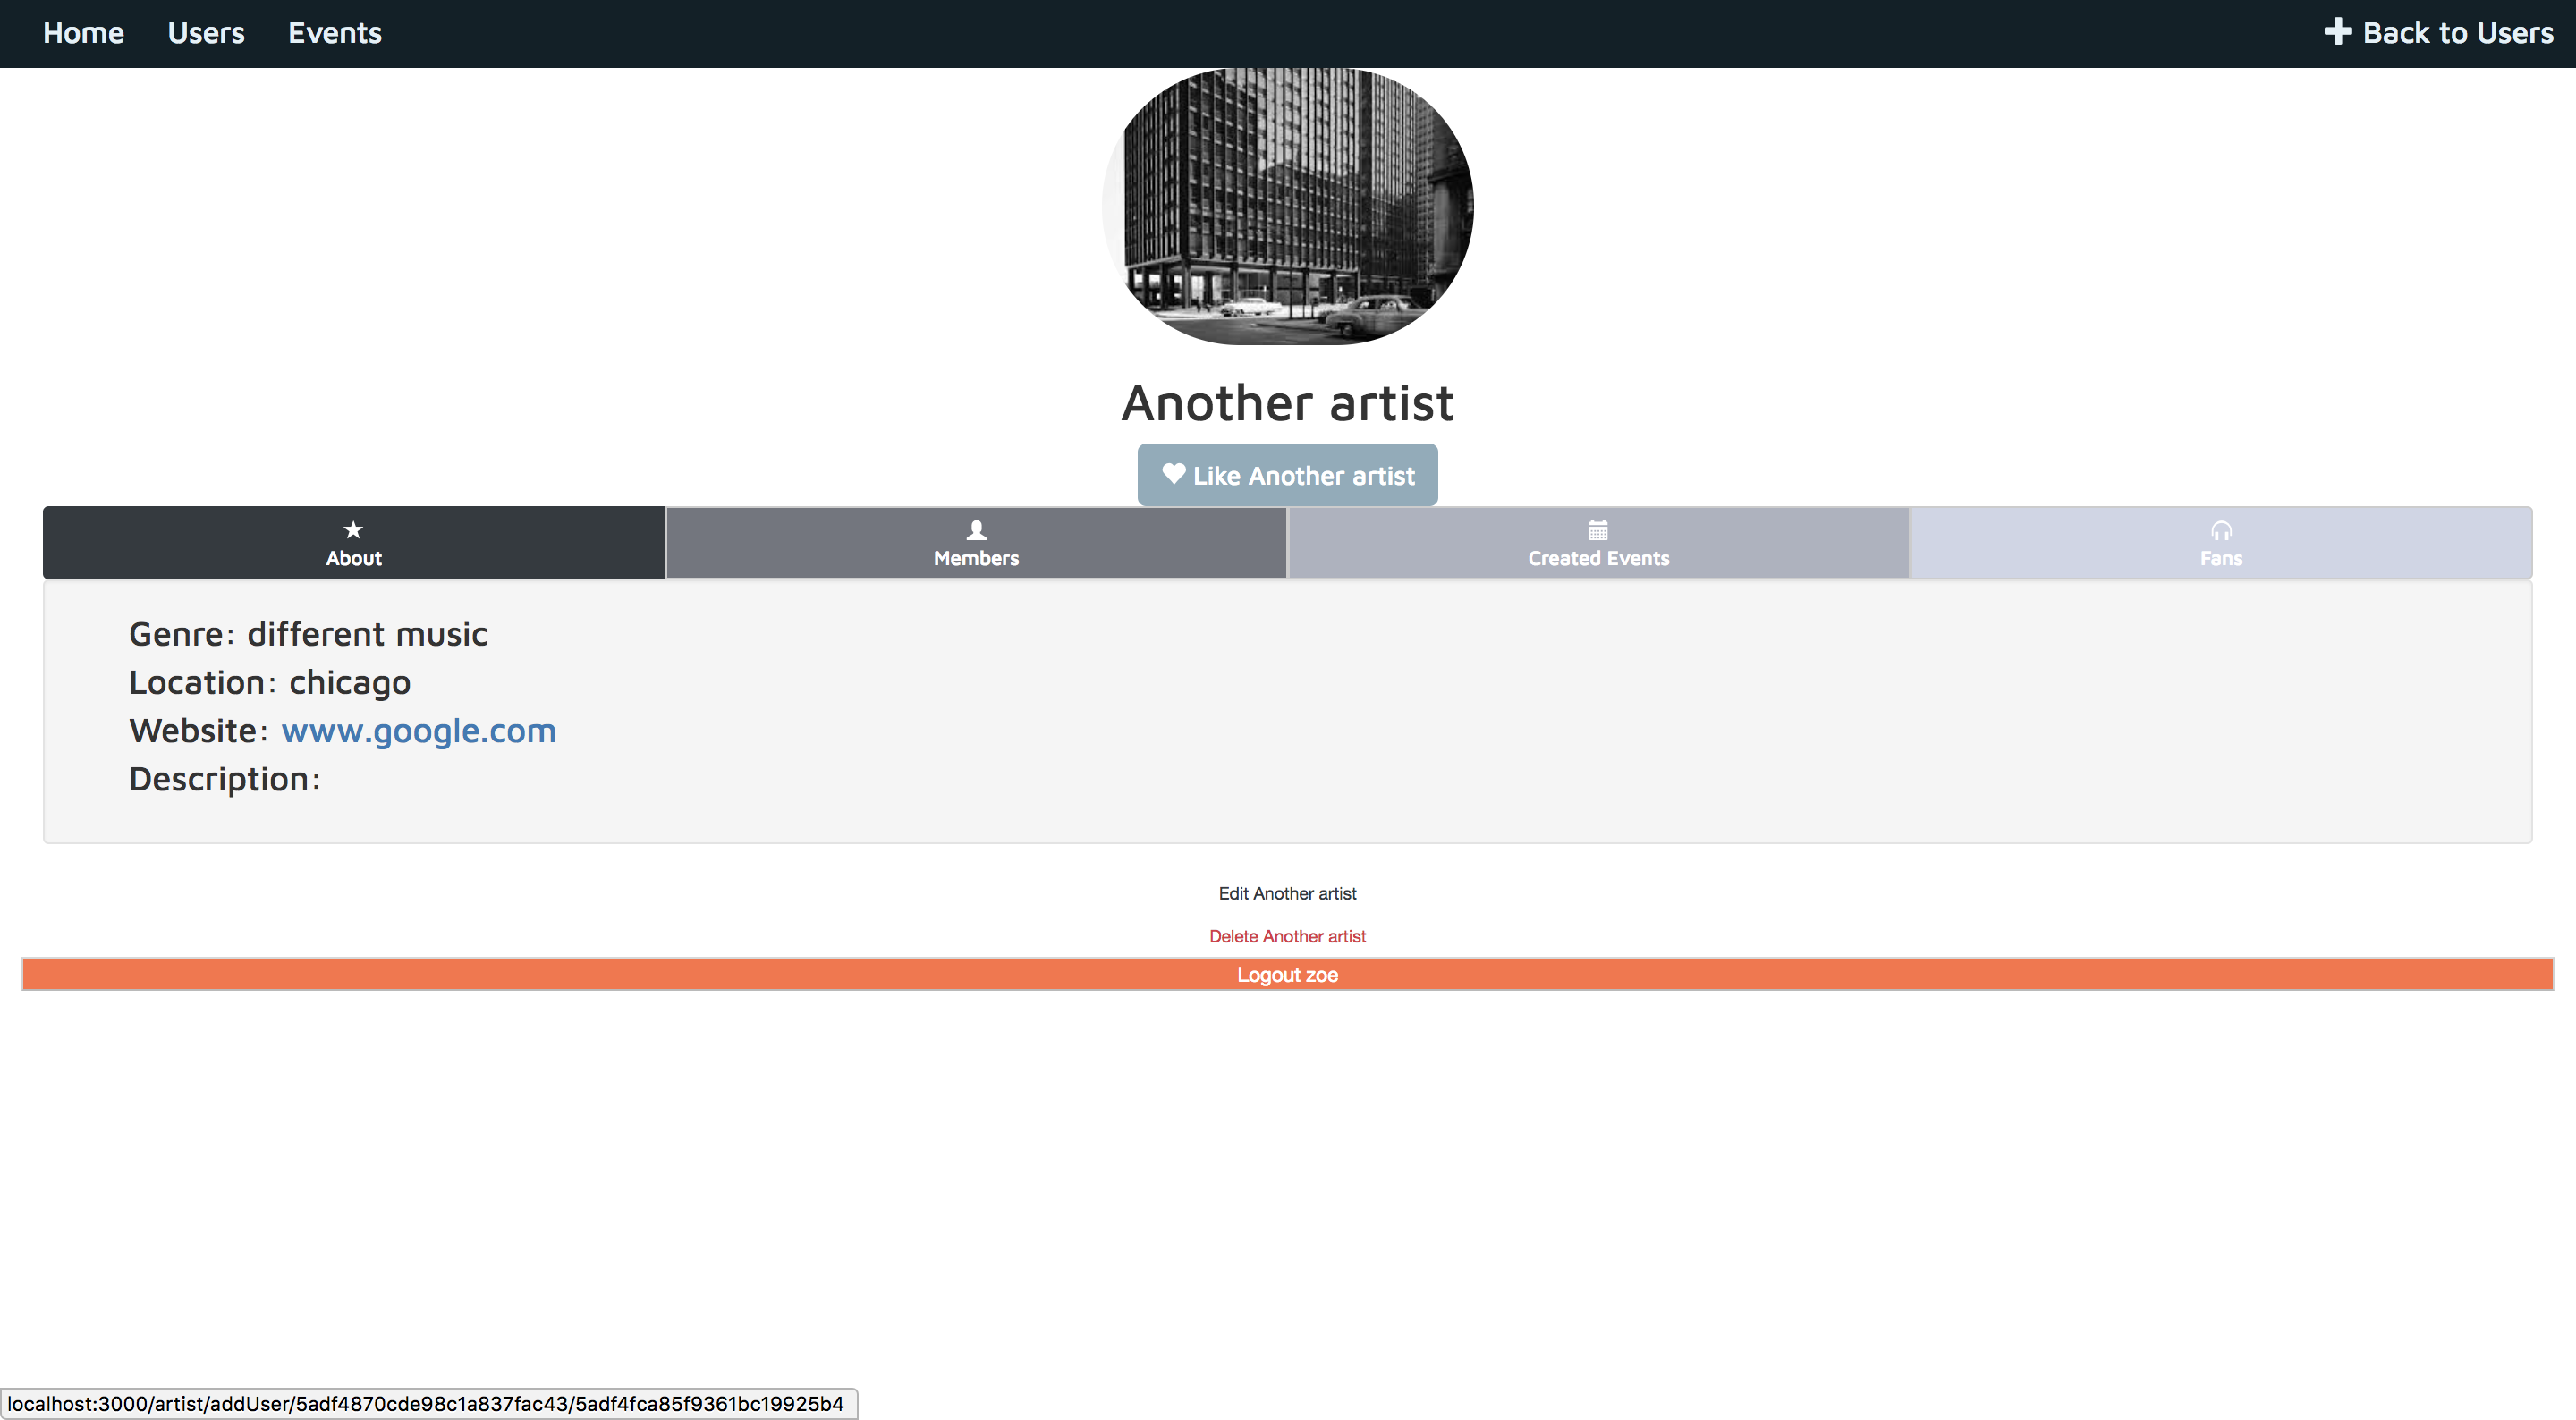 Home Users Events Back to Users
Another artist
Like Another artist
About Members Created Events Fans
Genre: different music
Location: chicago
Website: www.google.com
Description:
Edit Another artist
Delete Another artist
Logout zoe
localhost:3000/artist/addUser/5adf4870cde98c1a837fac43/5adf4fca85f9361bc19925b4